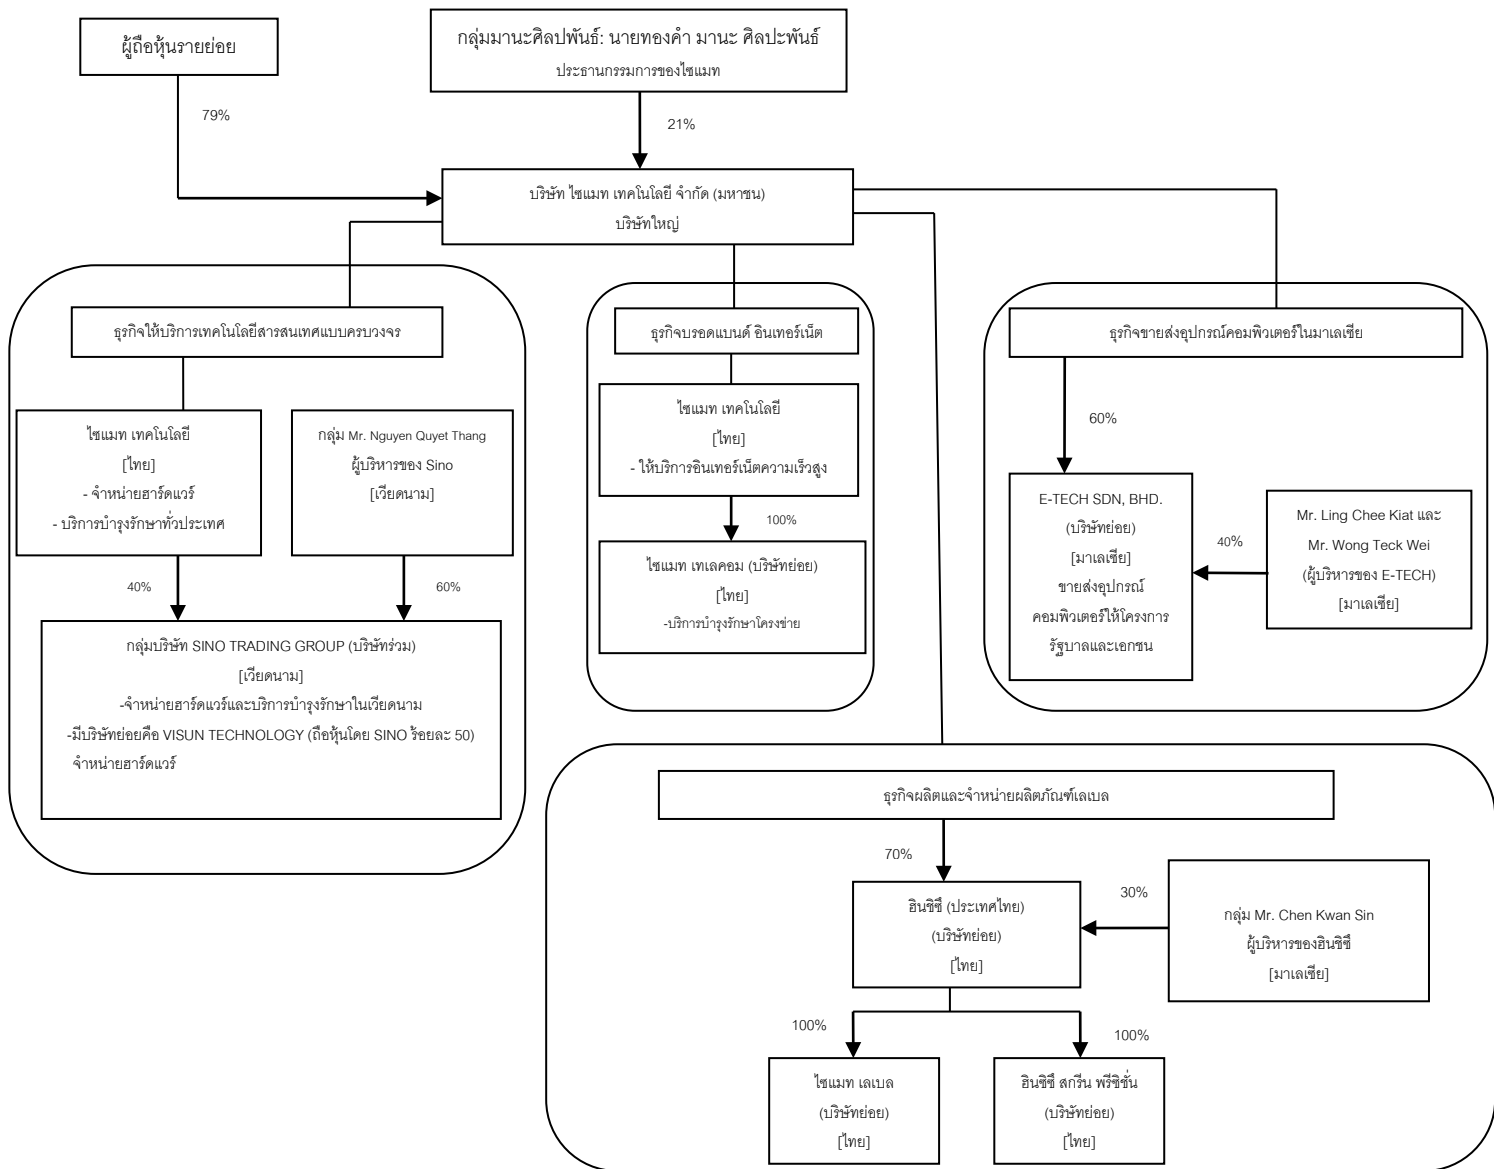 ผู้ถือหุ้นรายย่อย
กลุ่มมานะศิลปพันธ์: นายทองคำ มานะ ศิลปะพันธ์
ประธานกรรมการของไซแมท
79%
21%
บริษัท ไซแมท เทคโนโลยี จำกัด (มหาชน)
บริษัทใหญ่
ธุรกิจให้บริการเทคโนโลยีสารสนเทศแบบครบวงจร
ไซแมท เทคโนโลยี
[ไทย]
- จำหน่ายฮาร์ดแวร์
- บริการบำรุงรักษาทั่วประเทศ
กลุ่ม Mr. Nguyen Quyet Thang
ผู้บริหารของ Sino
[เวียดนาม]
40%
60%
กลุ่มบริษัท SINO TRADING GROUP (บริษัทร่วม)
[เวียดนาม]
-จำหน่ายฮาร์ดแวร์และบริการบำรุงรักษาในเวียดนาม
-มีบริษัทย่อยคือ VISUN TECHNOLOGY (ถือหุ้นโดย SINO ร้อยละ 50)
จำหน่ายฮาร์ดแวร์
ธุรกิจบรอดแบนด์ อินเทอร์เน็ต
ไซแมท เทคโนโลยี
[ไทย]
- ให้บริการอินเทอร์เน็ตความเร็วสูง
100%
ไซแมท เทเลคอม (บริษัทย่อย)
[ไทย]
-บริการบำรุงรักษาโครงข่าย
ธุรกิจขายส่งอุปกรณ์คอมพิวเตอร์ในมาเลเซีย
60%
E-TECH SDN, BHD.
(บริษัทย่อย)
[มาเลเซีย]
ขายส่งอุปกรณ์
คอมพิวเตอร์ให้โครงการ
รัฐบาลและเอกชน
40%
Mr. Ling Chee Kiat และ
Mr. Wong Teck Wei
(ผู้บริหารของ E-TECH)
[มาเลเซีย]
ธุรกิจผลิตและจำหน่ายผลิตภัณฑ์เลเบล
70%
ฮินชิซึ (ประเทศไทย)
(บริษัทย่อย)
[ไทย]
30%
กลุ่ม Mr. Chen Kwan Sin
ผู้บริหารของฮินชิซึ
[มาเลเซีย]
100%
100%
ไซแมท เลเบล
(บริษัทย่อย)
[ไทย]
ฮินชิซึ สกรีน พรีซิชั่น
(บริษัทย่อย)
[ไทย]